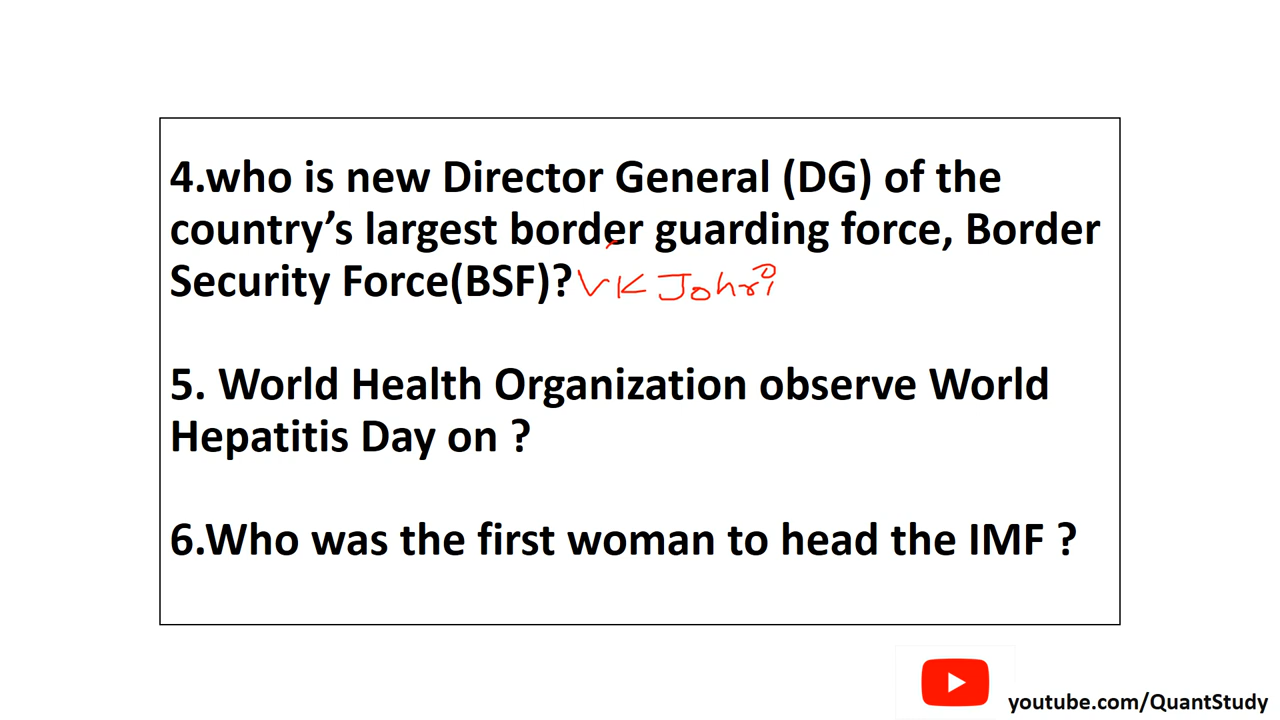 4.who is new Director General (DG) of the
country’s largest border guarding force, Border
Security Force(BSF)? VK Johri
5. World Health Organization observe World
Hepatitis Day on ?
6.Who was the first woman to head the IMF ?
youtube.com/QuantStudy